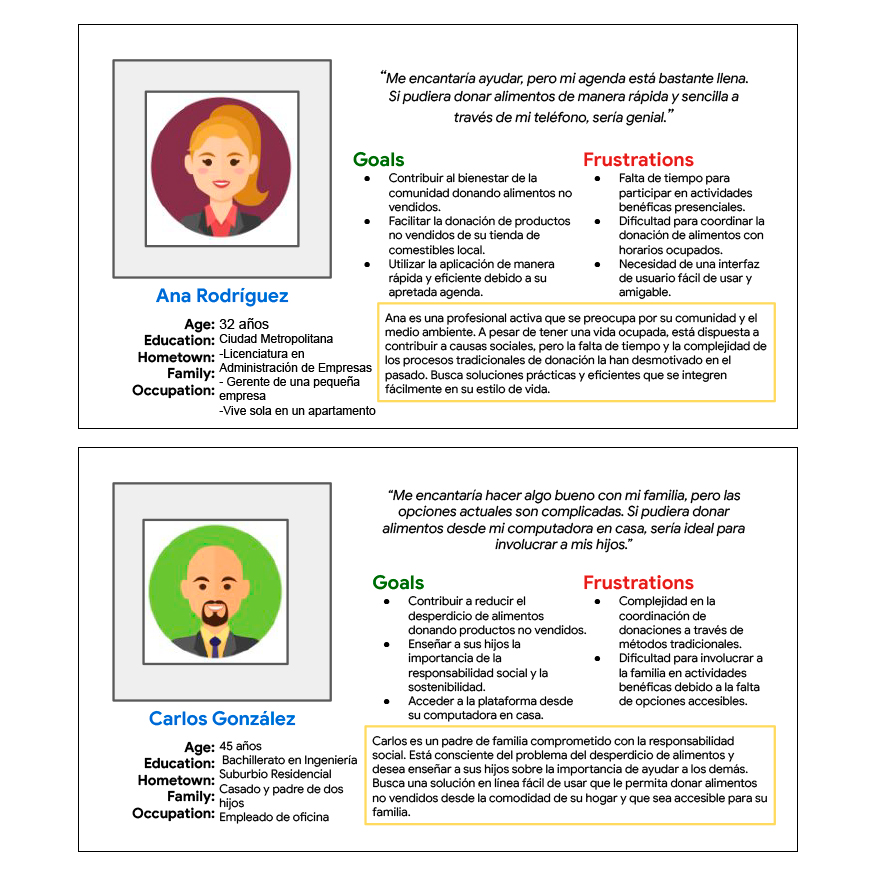 “Me encantaría ayudar, pero mi agenda está bastante llena.
Si pudiera donar alimentos de manera rápida y sencilla a
través de mi teléfono, sería genial.”
Goals
• Contribuir al bienestar de la
comunidad donando alimentos no
vendidos.
• Facilitar la donación de productos
no vendidos de su tienda de
comestibles local.
• Utilizar la aplicación de manera
rápida y eficiente debido a su
apretada agenda.
Frustrations
• Falta de tiempo para
participar en actividades
benéficas presenciales.
• Dificultad para coordinar la
donación de alimentos con
horarios ocupados.
• Necesidad de una interfaz
de usuario fácil de usar y
amigable.
Ana Rodríguez
Age: 32 años
Education: Ciudad Metropolitana
Hometown: -Licenciatura en
Administración de Empresas
Family: - Gerente de una pequeña
Occupation: empresa
-Vive sola en un apartamento
Ana es una profesional activa que se preocupa por su comunidad y el
medio ambiente. A pesar de tener una vida ocupada, está dispuesta a
contribuir a causas sociales, pero la falta de tiempo y la complejidad de
los procesos tradicionales de donación la han desmotivado en el
pasado. Busca soluciones prácticas y eficientes que se integren
fácilmente en su estilo de vida.
“Me encantaría hacer algo bueno con mi familia, pero las
opciones actuales son complicadas. Si pudiera donar
alimentos desde mi computadora en casa, sería ideal para
involucrar a mis hijos.”
Goals
• Contribuir a reducir el
desperdicio de alimentos
donando productos no vendidos.
• Enseñar a sus hijos la
importancia de la
responsabilidad social y la
sostenibilidad.
• Acceder a la plataforma desde
su computadora en casa.
Frustrations
• Complejidad en la
coordinación de
donaciones a través de
métodos tradicionales.
• Dificultad para involucrar a
la familia en actividades
benéficas debido a la falta
de opciones accesibles.
Carlos González
Age: 45 años
Education: Bachillerato en Ingeniería
Hometown: Suburbio Residencial
Family: Casado y padre de dos
hijos
Occupation: Empleado de oficina
Carlos es un padre de familia comprometido con la responsabilidad
social. Está consciente del problema del desperdicio de alimentos y
desea enseñar a sus hijos sobre la importancia de ayudar a los demás.
Busca una solución en línea fácil de usar que le permita donar alimentos
no vendidos desde la comodidad de su hogar y que sea accesible para su
familia.